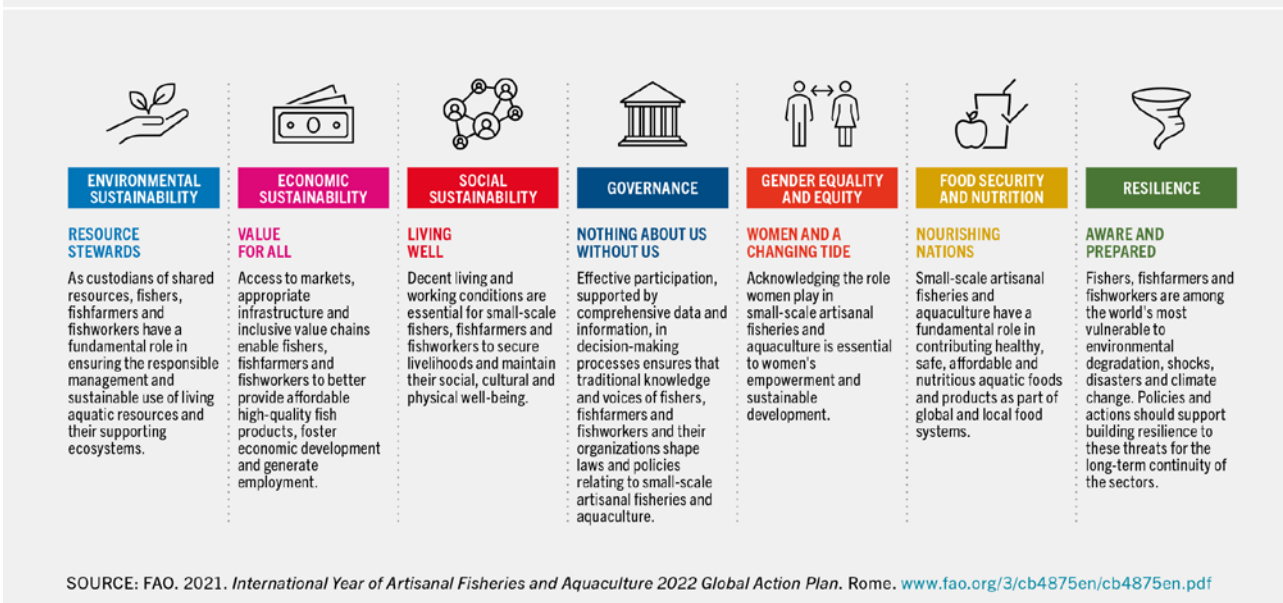 ENVIRONMENTAL
SUSTAINABILITY
RESOURCE
STEWARDS
As custodians of shared
resources, fishers,
fishfarmers and
fishworkers have a
fundamental role in
ensuring the responsible
management and
sustainable use of living
aquatic resources and
their supporting
ecosystems.
ECONOMIC
SUSTAINABILITY
VALUE
FOR ALL
Access to markets,
appropriate
infrastructure and
inclusive value chains
enable fishers,
fishfarmers and
fishworkers to better
provide affordable
high-quality fish
products, foster
economic development
and generate
employment.
SOCIAL
SUSTAINABILITY
LIVING
WELL
Decent living and
working conditions are
essential for small-scale
fishers, fishfarmers and
fishworkers to secure
livelihoods and maintain
their social, cultural and
physical well-being.
GOVERNANCE
NOTHING ABOUT US
WITHOUT US
Effective participation,
supported by
comprehensive data and
information, in
decision-making
processes ensures that
traditional knowledge
and voices of fishers,
fishfarmers and
fishworkers and their
organizations shape
laws and policies
relating to small-scale
artisanal fisheries and
aquaculture.
GENDER EQUALITY
AND EQUITY
WOMEN AND A
CHANGING TIDE
Acknowledging the role
women play in
small-scale artisanal
fisheries and
aquaculture is essential
to women's
empowerment and
sustainable
development.
FOOD SECURITY
AND NUTRITION
NOURISHING
NATIONS
Small-scale artisanal
fisheries and
aquaculture have a
fundamental role in
contributing healthy,
safe, affordable and
nutritious aquatic foods
and products as part of
global and local food
systems.
RESILIENCE
AWARE AND
PREPARED
Fishers, fishfarmers and
fishworkers are among
the world's most
vulnerable to
environmental
degradation, shocks,
disasters and climate
change. Policies and
actions should support
building resilience to
these threats for the
long-term continuity of
the sectors.
SOURCE: FAO. 2021. International Year of Artisanal Fisheries and Aquaculture 2022 Global Action Plan. Rome. www.fao.org/3/cb4875en/cb4875en.pdf